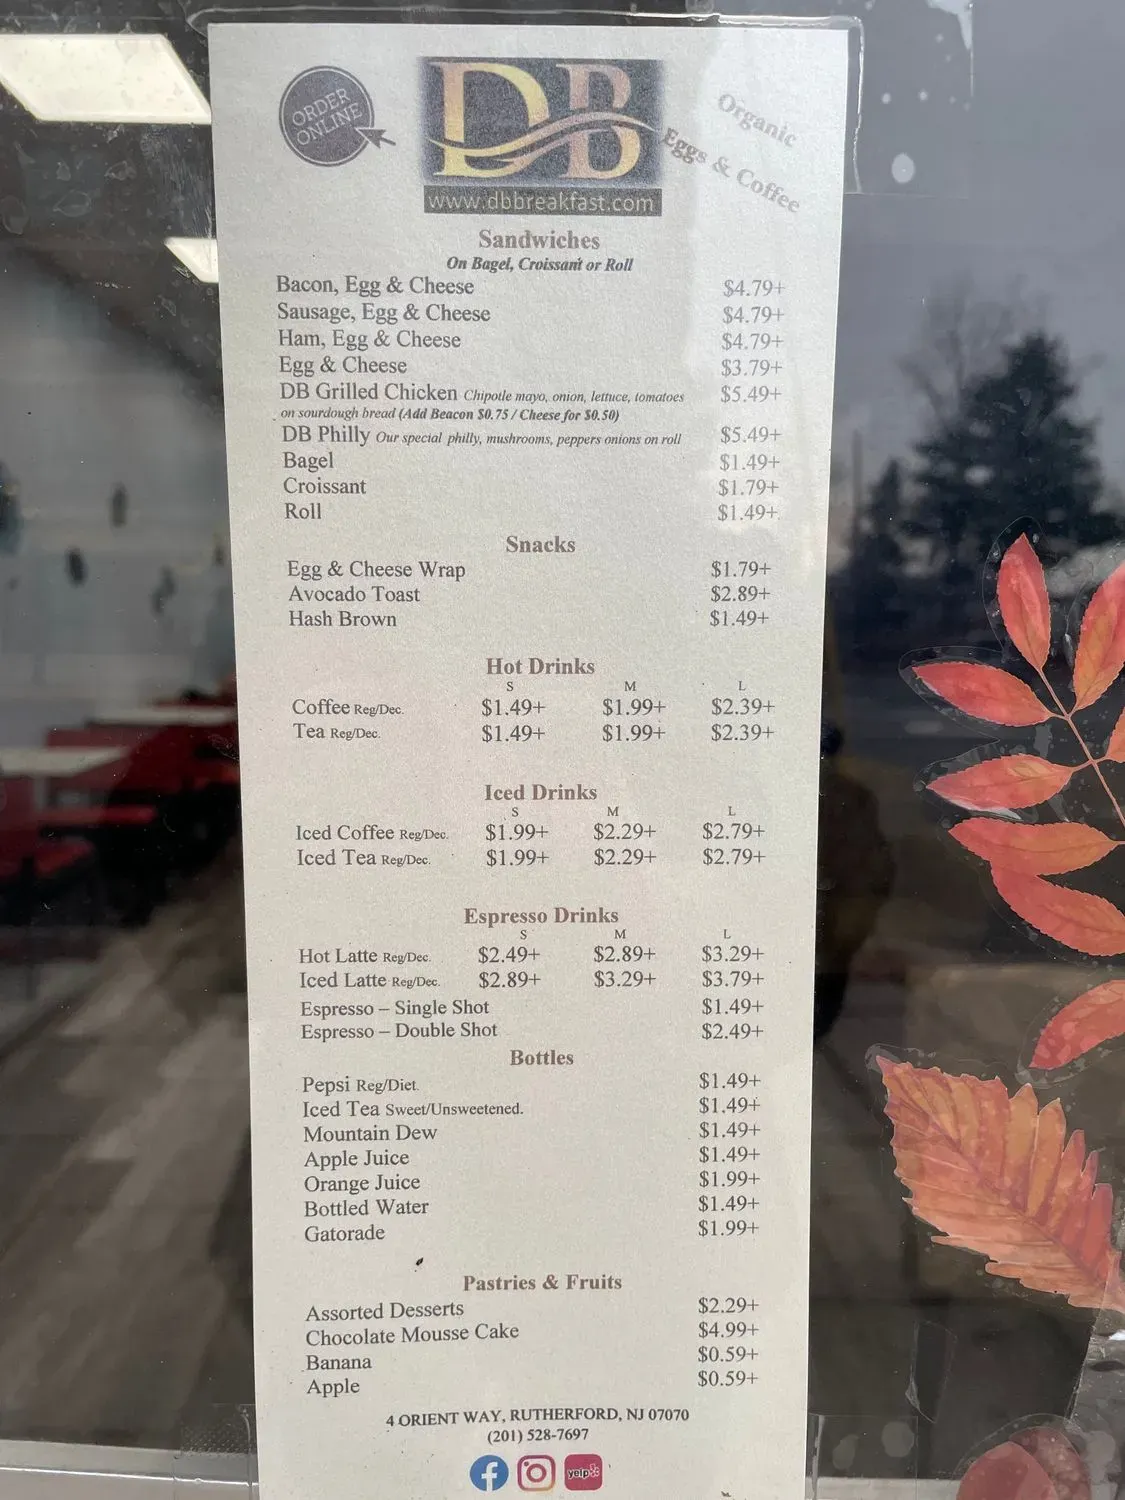 ORDER
ONLINE
DB
www.dbbreakfast.com
Organic
Eggs & Coffee
Sandwiches
On Bagel, Croissant or Roll
Bacon, Egg & Cheese $4.79+
Sausage, Egg & Cheese $4.79+
Ham, Egg & Cheese $4.79+
Egg & Cheese $3.79+
DB Grilled Chicken Chipotle mayo, onion, lettuce, tomatoes $5.49+
on sourdough bread (Add Beacon $0.75 / Cheese for $0.50)
DB Philly Our special philly, mushrooms, peppers onions on roll $5.49+
Bagel $1.49+
Croissant $1.79+
Roll $1.49+
Snacks
Egg & Cheese Wrap $1.79+
Avocado Toast $2.89+
Hash Brown $1.49+
Hot Drinks
S M L
Coffee Reg/Dec. $1.49+ $1.99+ $2.39+
Tea Reg/Dec. $1.49+ $1.99+ $2.39+
Iced Drinks
S M L
Iced Coffee Reg/Dec. $1.99+ $2.29+ $2.79+
Iced Tea Reg/Dec. $1.99+ $2.29+ $2.79+
Espresso Drinks
S M L
Hot Latte Reg/Dec. $2.49+ $2.89+ $3.29+
Iced Latte Reg/Dec. $2.89+ $3.29+ $3.79+
Espresso – Single Shot $1.49+
Espresso – Double Shot $2.49+
Bottles
Pepsi Reg/Diet. $1.49+
Iced Tea Sweet/Unsweetened. $1.49+
Mountain Dew $1.49+
Apple Juice $1.49+
Orange Juice $1.99+
Bottled Water $1.49+
Gatorade $1.99+
Pastries & Fruits
Assorted Desserts $2.29+
Chocolate Mousse Cake $4.99+
Banana $0.59+
Apple $0.59+
4 ORIENT WAY, RUTHERFORD, NJ 07070
(201) 528-7697
yelp